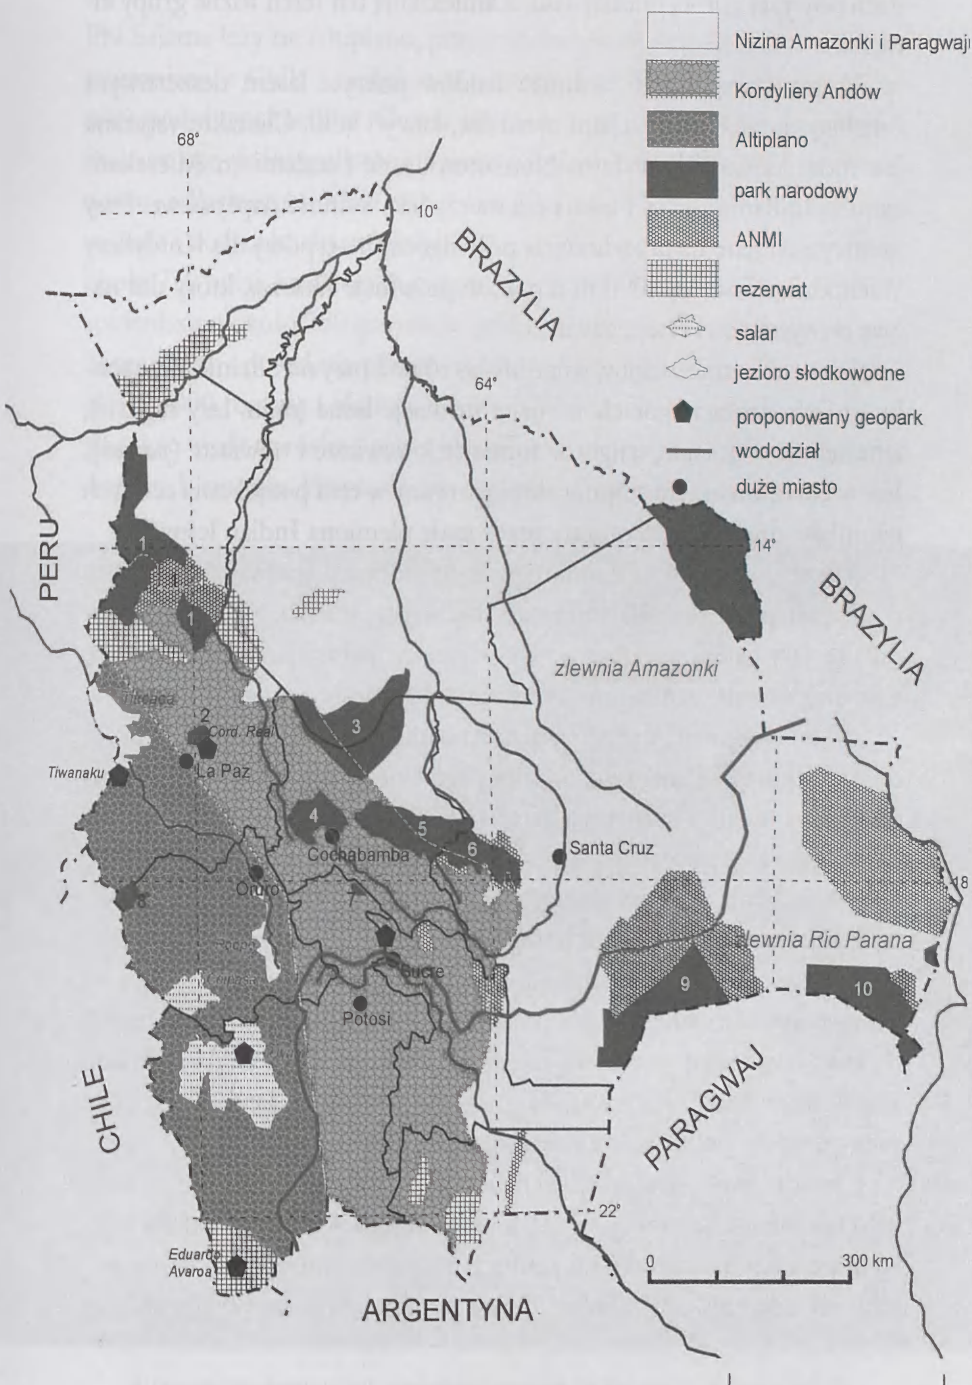 Nizina Amazonki i Paragwaju
Kordyliery Andów
Altiplano
park narodowy
ANMI
rezerwat
salar
jezioro słodkowodne
proponowany geopark
wododział
duże miasto
68°
10°
BRAZYLIA
64°
PERU
14°
BRAZYLIA
1
1
1
zlewnia Amazonki
Titicaca
2
Cord. Real
3
La Paz
Tiwanaku
4
5
6
Cochabamba
Santa Cruz
Oruro
7
8
18
zlewnia Rio Parana
Sucre
9
10
Potosi
CHILE
PARAGWAJ
22°
Eduardo
Avaroa
0
300 km
ARGENTYNA